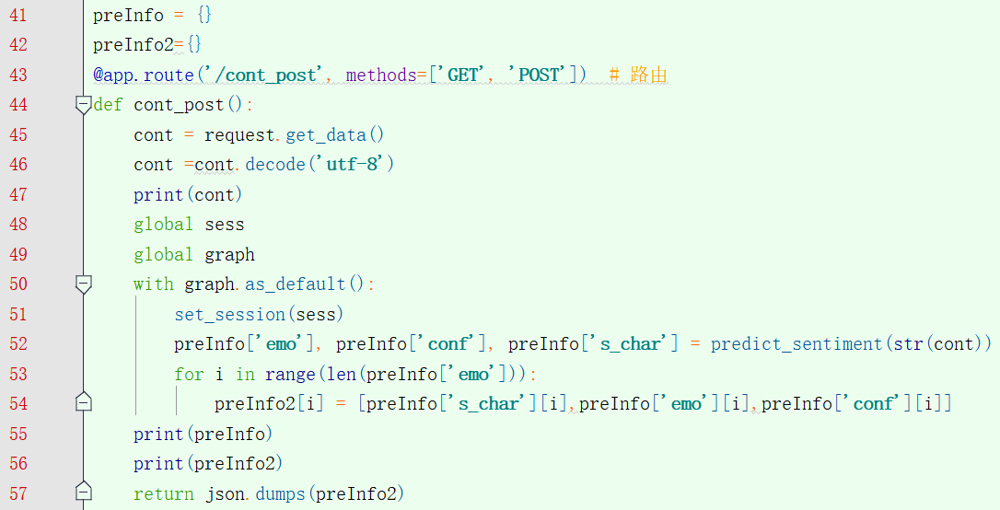 41 preInfo = {}
42 preInfo2={}
43 @app.route('/cont_post', methods=['GET', 'POST'])  # 路由
44 def cont_post():
45     cont = request.get_data()
46     cont =cont.decode('utf-8')
47     print(cont)
48     global sess
49     global graph
50     with graph.as_default():
51         set_session(sess)
52         preInfo['emo'], preInfo['conf'], preInfo['s_char'] = predict_sentiment(str(cont))
53         for i in range(len(preInfo['emo'])):
54             preInfo2[i] = [preInfo['s_char'][i],preInfo['emo'][i],preInfo['conf'][i]]
55     print(preInfo)
56     print(preInfo2)
57     return json.dumps(preInfo2)